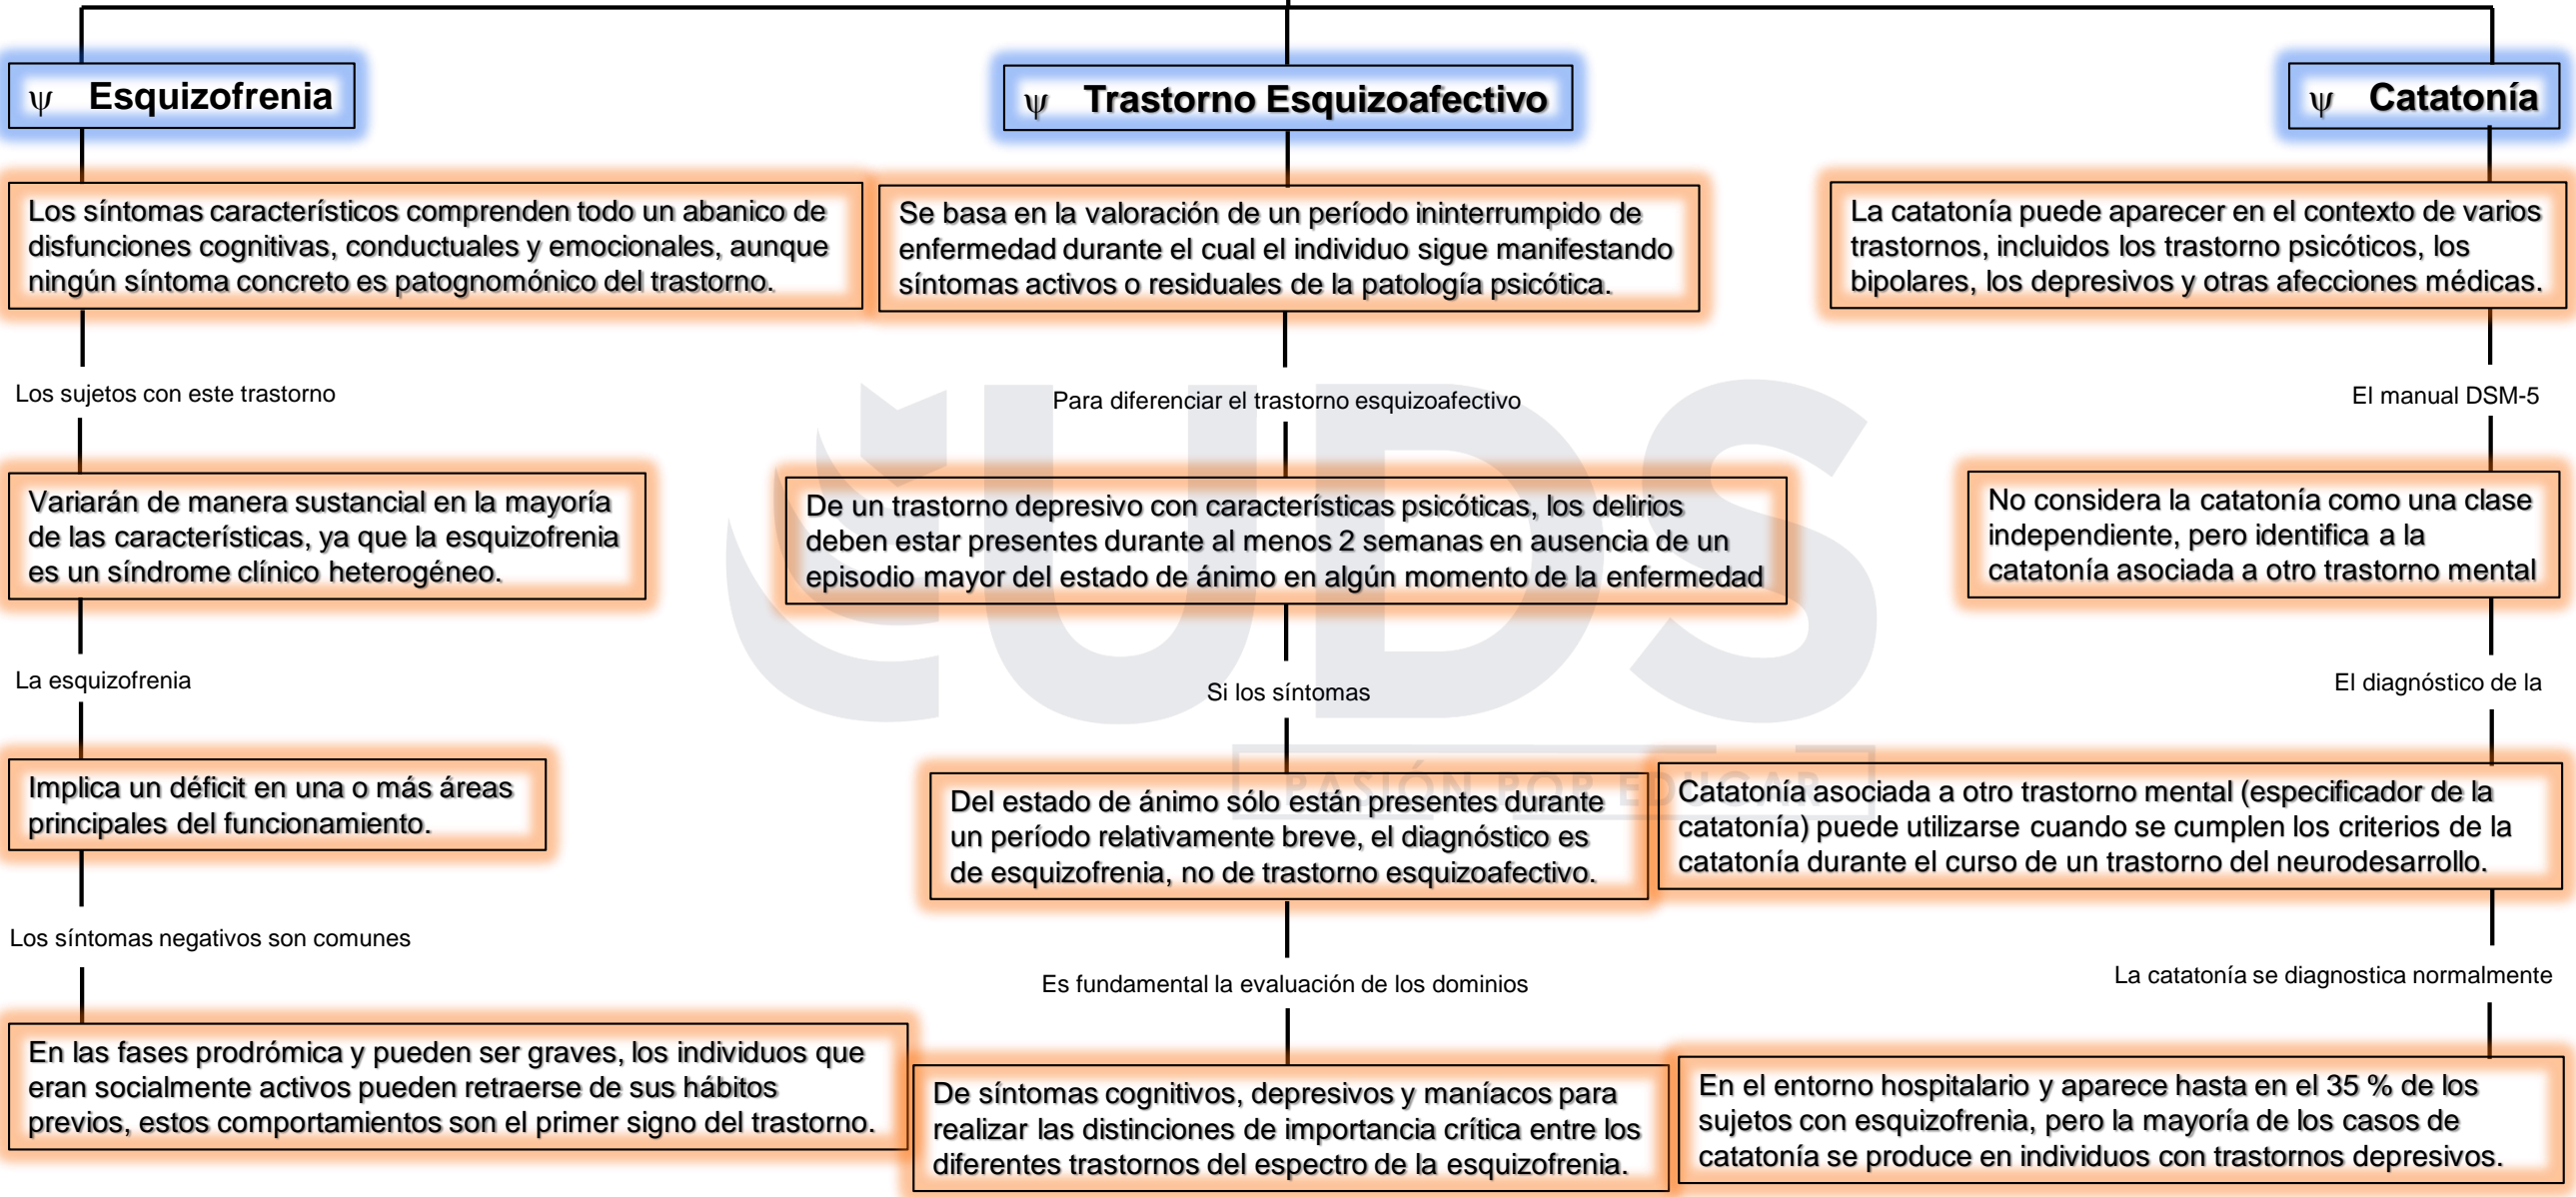 ψ Esquizofrenia
Los síntomas característicos comprenden todo un abanico de
disfunciones cognitivas, conductuales y emocionales, aunque
ningún síntoma concreto es patognomónico del trastorno.
Los sujetos con este trastorno
Variarán de manera sustancial en la mayoría
de las características, ya que la esquizofrenia
es un síndrome clínico heterogéneo.
La esquizofrenia
Implica un déficit en una o más áreas
principales del funcionamiento.
Los síntomas negativos son comunes
En las fases prodrómica y pueden ser graves, los individuos que
eran socialmente activos pueden retraerse de sus hábitos
previos, estos comportamientos son el primer signo del trastorno.
ψ Trastorno Esquizoafectivo
Se basa en la valoración de un período ininterrumpido de
enfermedad durante el cual el individuo sigue manifestando
síntomas activos o residuales de la patología psicótica.
Para diferenciar el trastorno esquizoafectivo
De un trastorno depresivo con características psicóticas, los delirios
deben estar presentes durante al menos 2 semanas en ausencia de un
episodio mayor del estado de ánimo en algún momento de la enfermedad
Si los síntomas
Del estado de ánimo sólo están presentes durante
un período relativamente breve, el diagnóstico es
de esquizofrenia, no de trastorno esquizoafectivo.
Es fundamental la evaluación de los dominios
De síntomas cognitivos, depresivos y maníacos para
realizar las distinciones de importancia crítica entre los
diferentes trastornos del espectro de la esquizofrenia.
ψ Catatonía
La catatonía puede aparecer en el contexto de varios
trastornos, incluidos los trastorno psicóticos, los
bipolares, los depresivos y otras afecciones médicas.
El manual DSM-5
No considera la catatonía como una clase
independiente, pero identifica a la
catatonía asociada a otro trastorno mental
El diagnóstico de la
Catatonía asociada a otro trastorno mental (especificador de la
catatonía) puede utilizarse cuando se cumplen los criterios de la
catatonía durante el curso de un trastorno del neurodesarrollo.
La catatonía se diagnostica normalmente
En el entorno hospitalario y aparece hasta en el 35 % de los
sujetos con esquizofrenia, pero la mayoría de los casos de
catatonía se produce en individuos con trastornos depresivos.
UDS
PASIÓN POR EDUCAR